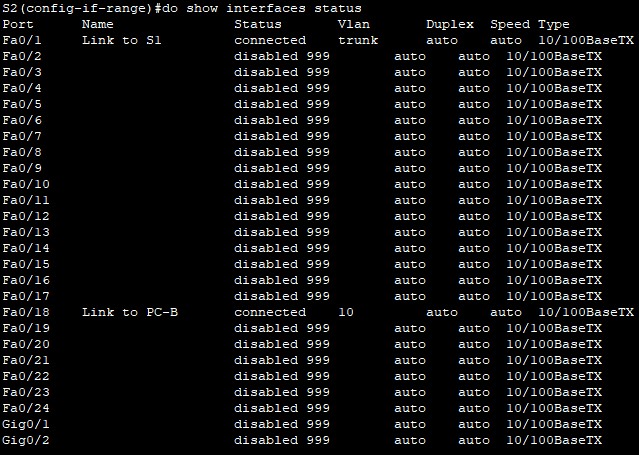 S2(config-if-range)#do show interfaces status
Port      Name               Status       Vlan       Duplex  Speed Type
Fa0/1     Link to S1         connected    trunk      auto    auto  10/100BaseTX
Fa0/2                        disabled 999        auto    auto  10/100BaseTX
Fa0/3                        disabled 999        auto    auto  10/100BaseTX
Fa0/4                        disabled 999        auto    auto  10/100BaseTX
Fa0/5                        disabled 999        auto    auto  10/100BaseTX
Fa0/6                        disabled 999        auto    auto  10/100BaseTX
Fa0/7                        disabled 999        auto    auto  10/100BaseTX
Fa0/8                        disabled 999        auto    auto  10/100BaseTX
Fa0/9                        disabled 999        auto    auto  10/100BaseTX
Fa0/10                       disabled 999        auto    auto  10/100BaseTX
Fa0/11                       disabled 999        auto    auto  10/100BaseTX
Fa0/12                       disabled 999        auto    auto  10/100BaseTX
Fa0/13                       disabled 999        auto    auto  10/100BaseTX
Fa0/14                       disabled 999        auto    auto  10/100BaseTX
Fa0/15                       disabled 999        auto    auto  10/100BaseTX
Fa0/16                       disabled 999        auto    auto  10/100BaseTX
Fa0/17                       disabled 999        auto    auto  10/100BaseTX
Fa0/18    Link to PC-B       connected    10         auto    auto  10/100BaseTX
Fa0/19                       disabled 999        auto    auto  10/100BaseTX
Fa0/20                       disabled 999        auto    auto  10/100BaseTX
Fa0/21                       disabled 999        auto    auto  10/100BaseTX
Fa0/22                       disabled 999        auto    auto  10/100BaseTX
Fa0/23                       disabled 999        auto    auto  10/100BaseTX
Fa0/24                       disabled 999        auto    auto  10/100BaseTX
Gig0/1                       disabled 999        auto    auto  10/100BaseTX
Gig0/2                       disabled 999        auto    auto  10/100BaseTX